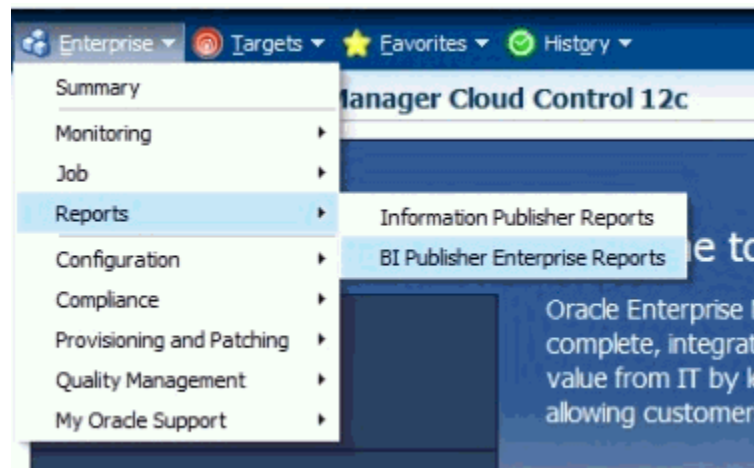 Enterprise Targets Favorites History
Summary
Manager Cloud Control 12c
Monitoring
Job
Reports
Information Publisher Reports
BI Publisher Enterprise Reports
Configuration
Compliance
Provisioning and Patching
Quality Management
My Oracle Support
e to
Oracle Enterprise
complete, integrat
value from IT by k
allowing customer